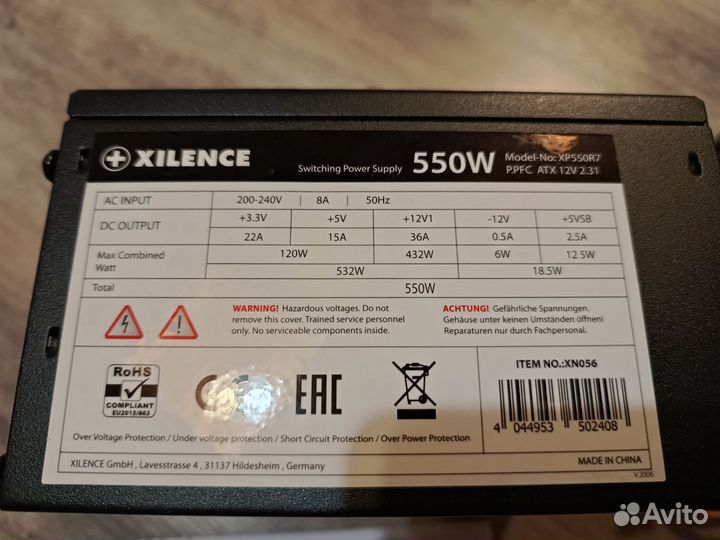 XILENCE
Switching Power Supply 550W Model-No: XP550R7
P.PFC ATX 12V 2.31
AC INPUT 200-240V 8A 50Hz
DC OUTPUT +3.3V +5V +12V1 -12V +5VSB
22A 15A 36A 0.5A 2.5A
Max Combined Watt 120W 432W 6W 12.5W
532W 18.5W
Total 550W
WARNING! Hazardous voltages. Do not
remove this cover. Trained service personnel
only. No serviceable components inside.
ACHTUNG! Gefährliche Spannungen.
Gehäuse unter keinen Umständen öffnen!
Reparaturen nur durch Fachpersonal.
RoHS
COMPLIANT
EU2015/863
CE
EAC
ITEM NO.:XN056
4 044953 502408
Over Voltage Protection / Under voltage protection / Short Circuit Protection / Over Power Protection
XILENCE GmbH , Lavesstrasse 4 , 31137 Hildesheim , Germany
MADE IN CHINA
V.2006
Avito